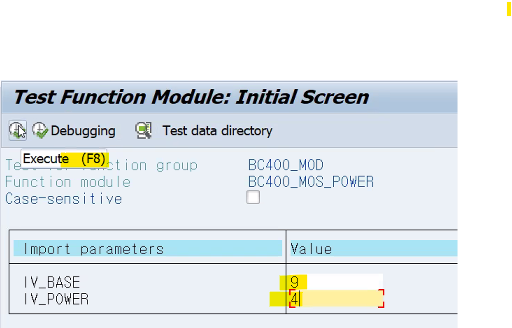 Test Function Module: Initial Screen
Debugging Test data directory
Execute (F8)
Test for function group BC400_MOD
Function module BC400_MOS_POWER
Case-sensitive
Import parameters Value
IV_BASE 9
IV_POWER 4